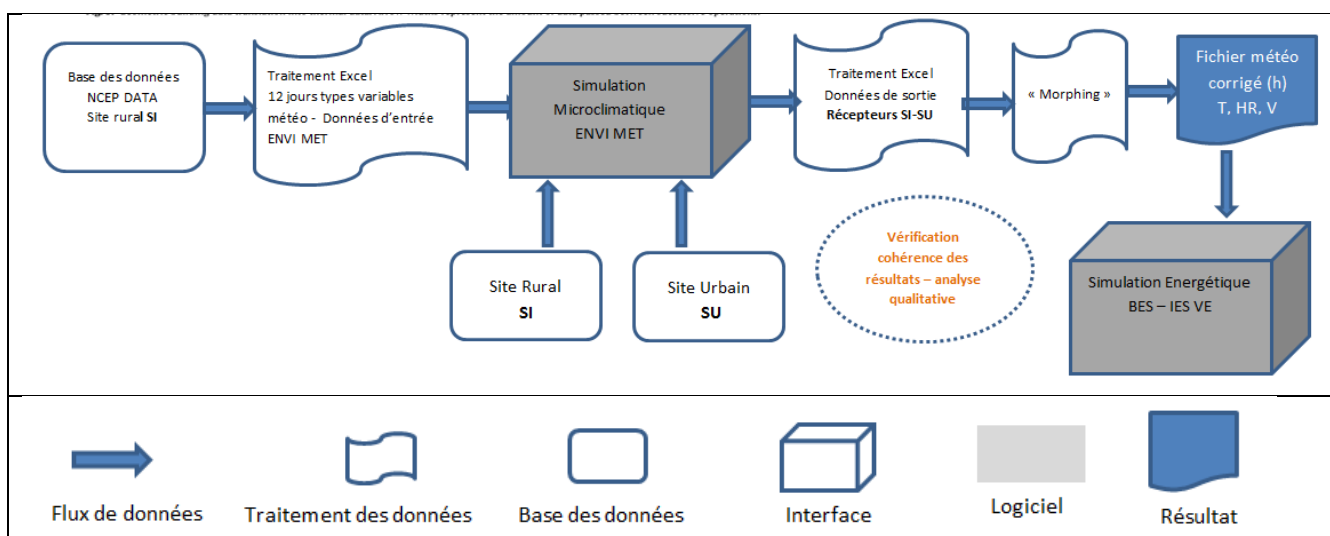 Base des données
NCEP DATA
Site rural SI
Traitement Excel
12 jours types variables
météo - Données d'entrée
ENVI MET
Simulation
Microclimatique
ENVI MET
Traitement Excel
Données de sortie
Récepteurs SI-SU
« Morphing »
Fichier météo
corrigé (h)
T, HR, V
Site Rural
SI
Site Urbain
SU
Vérification
cohérence des
résultats – analyse
qualitative
Simulation Energétique
BES – IES VE
Flux de données
Traitement des données
Base des données
Interface
Logiciel
Résultat